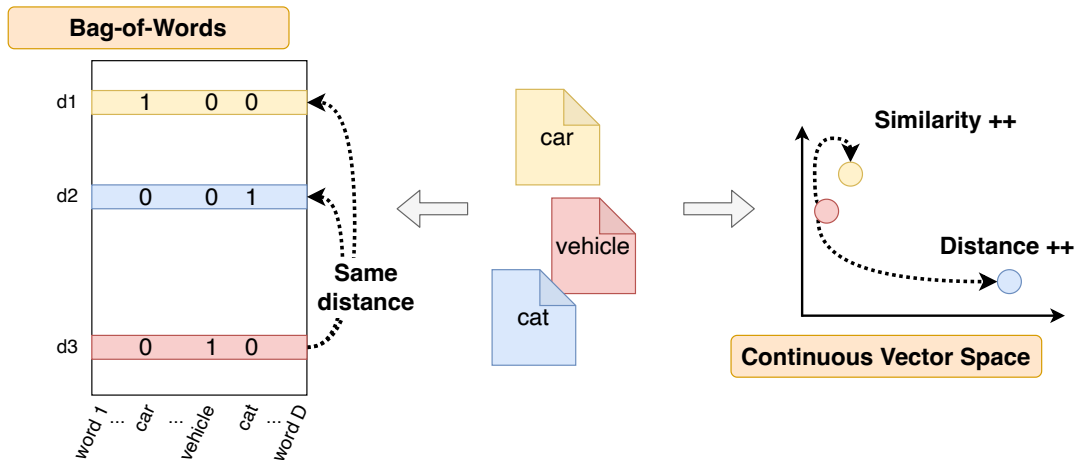 Bag-of-Words
d1 1 0 0
d2 0 0 1
Same
distance
d3 0 1 0
word 1 ... car ... vehicle cat ... word D
car
vehicle
cat
Similarity ++
Distance ++
Continuous Vector Space